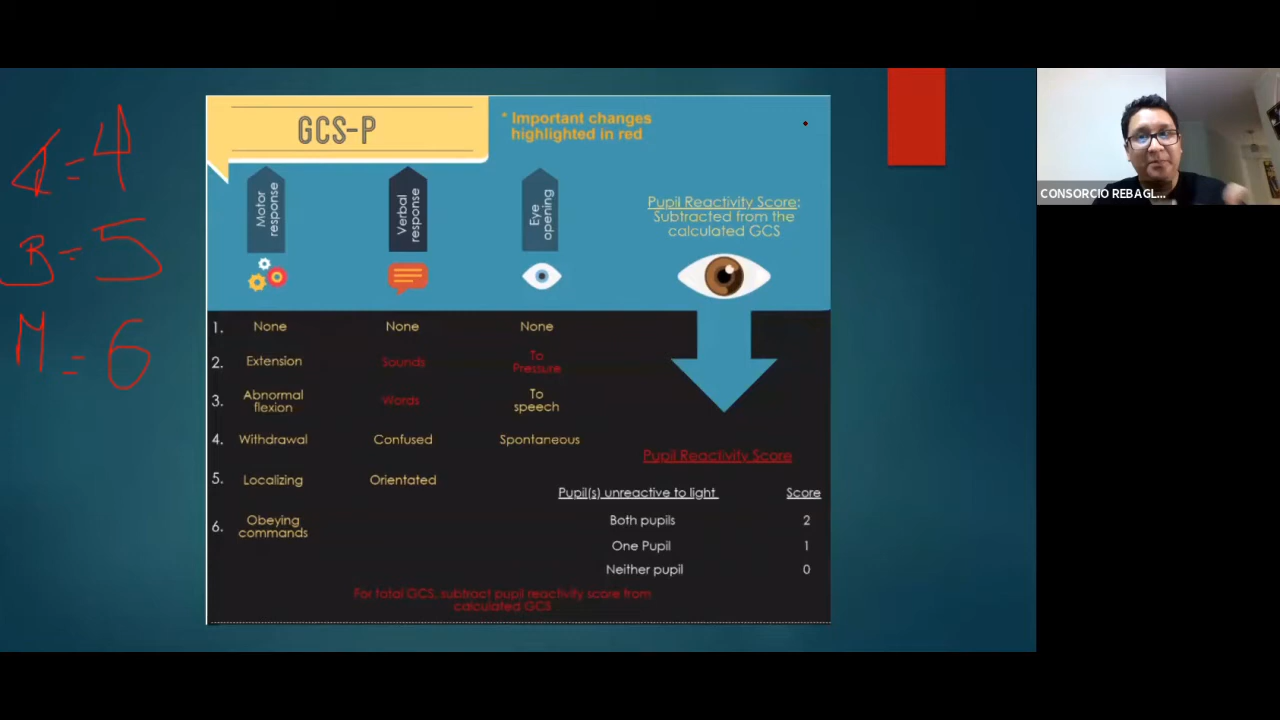 GCS-P
* Important changes
highlighted in red
Motor
response
Verbal
response
Eye
opening
Pupil Reactivity Score:
Subtracted from the
calculated GCS
1. None None None
2. Extension Sounds To
Pressure
3. Abnormal
flexion Words To
speech
4. Withdrawal Confused Spontaneous
5. Localizing Orientated
6. Obeying
commands
Pupil Reactivity Score
Pupil(s) unreactive to light Score
Both pupils 2
One Pupil 1
Neither pupil 0
For total GCS, subtract pupil reactivity score from
calculated GCS
= 4
= 5
M = 6
CONSORCIO REBAGL...